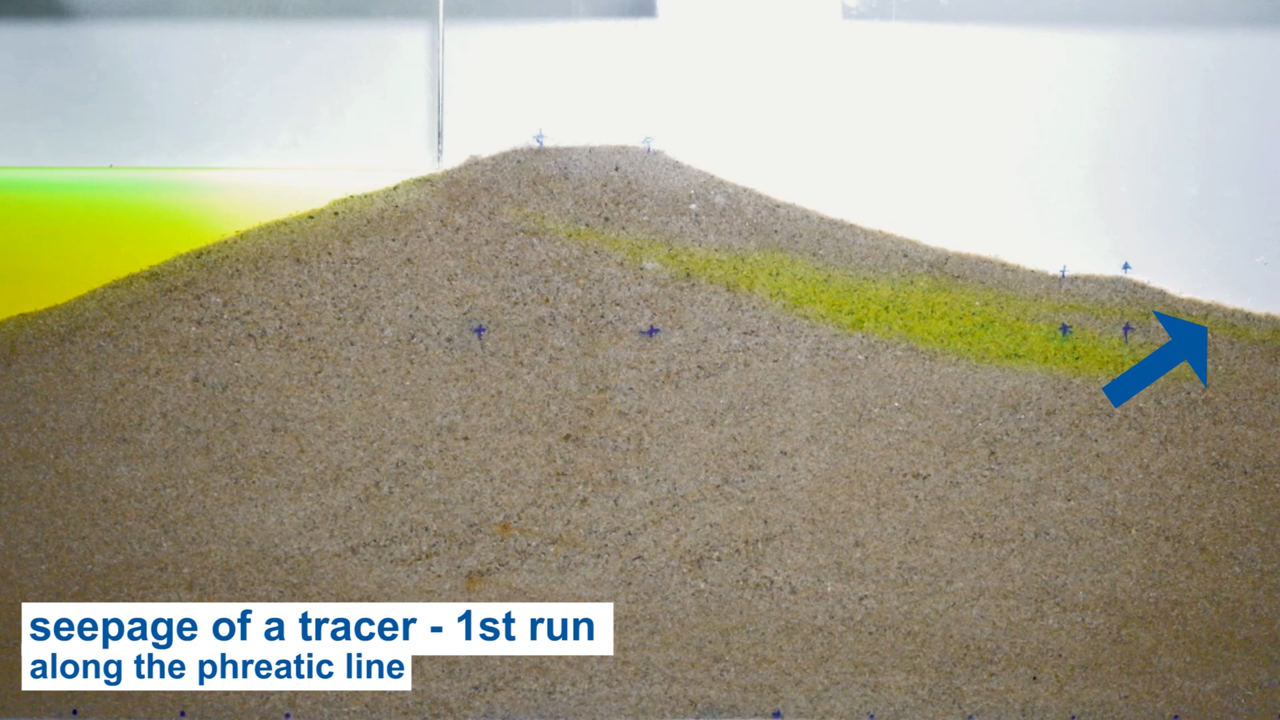 seepage of a tracer - 1st run
along the phreatic line